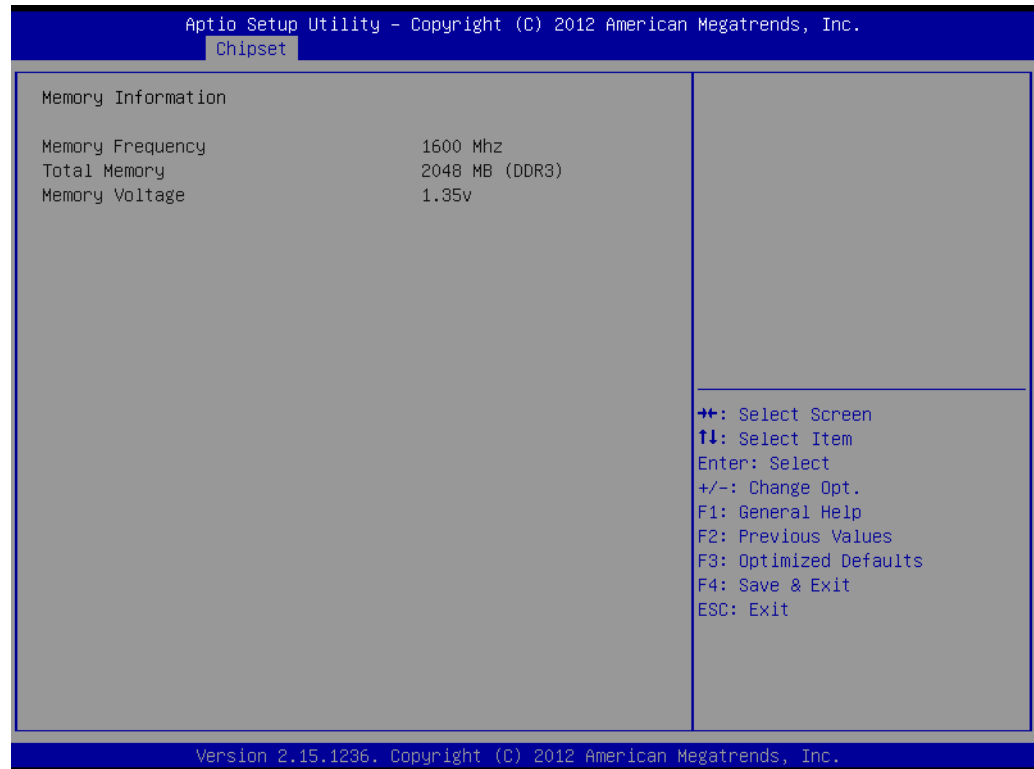 Aptio Setup Utility – Copyright (C) 2012 American Megatrends, Inc.
Chipset
Memory Information
Memory Frequency 1600 Mhz
Total Memory 2048 MB (DDR3)
Memory Voltage 1.35v
→←: Select Screen
↑↓: Select Item
Enter: Select
+/-: Change Opt.
F1: General Help
F2: Previous Values
F3: Optimized Defaults
F4: Save & Exit
ESC: Exit
Version 2.15.1236. Copyright (C) 2012 American Megatrends, Inc.